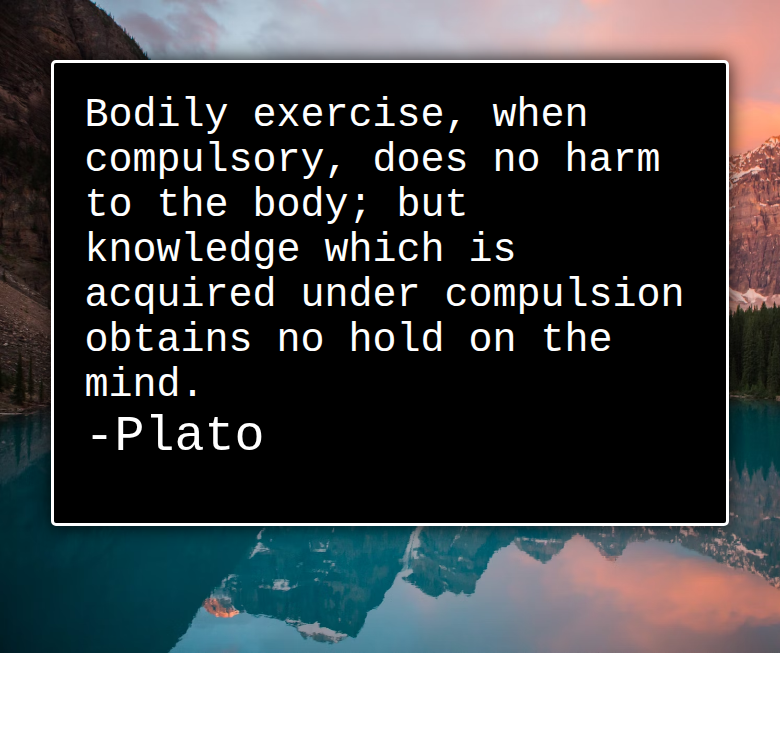 Bodily exercise, when
compulsory, does no harm
to the body; but
knowledge which is
acquired under compulsion
obtains no hold on the
mind.
-Plato